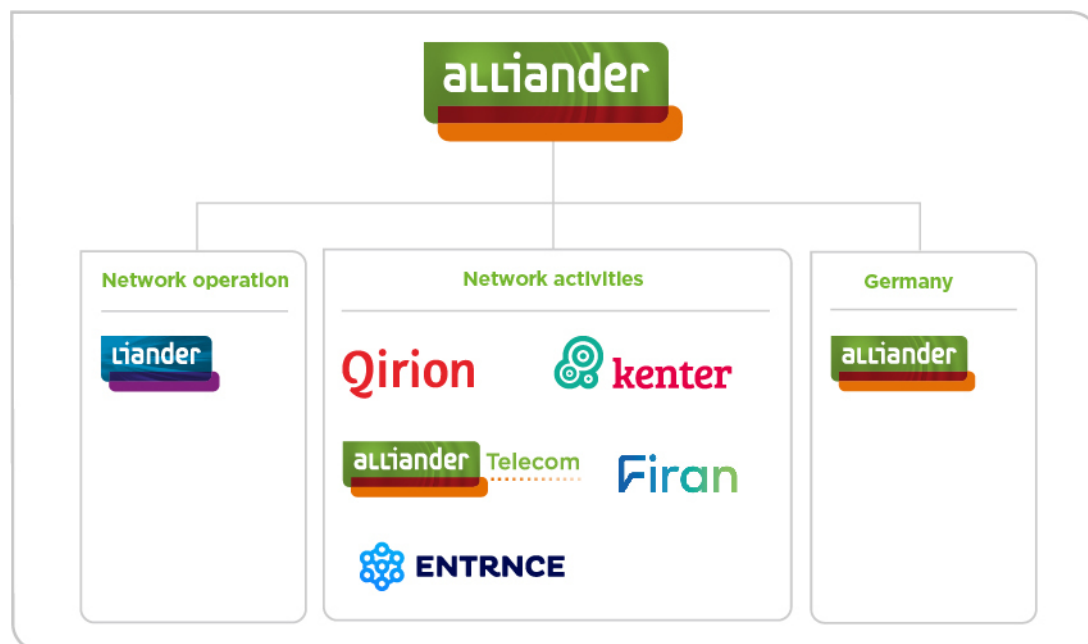 alliander
Network operation
Network activities
Germany
Liander
Qirion
kenter
alliander
alliander Telecom
Firan
ENTRNCE